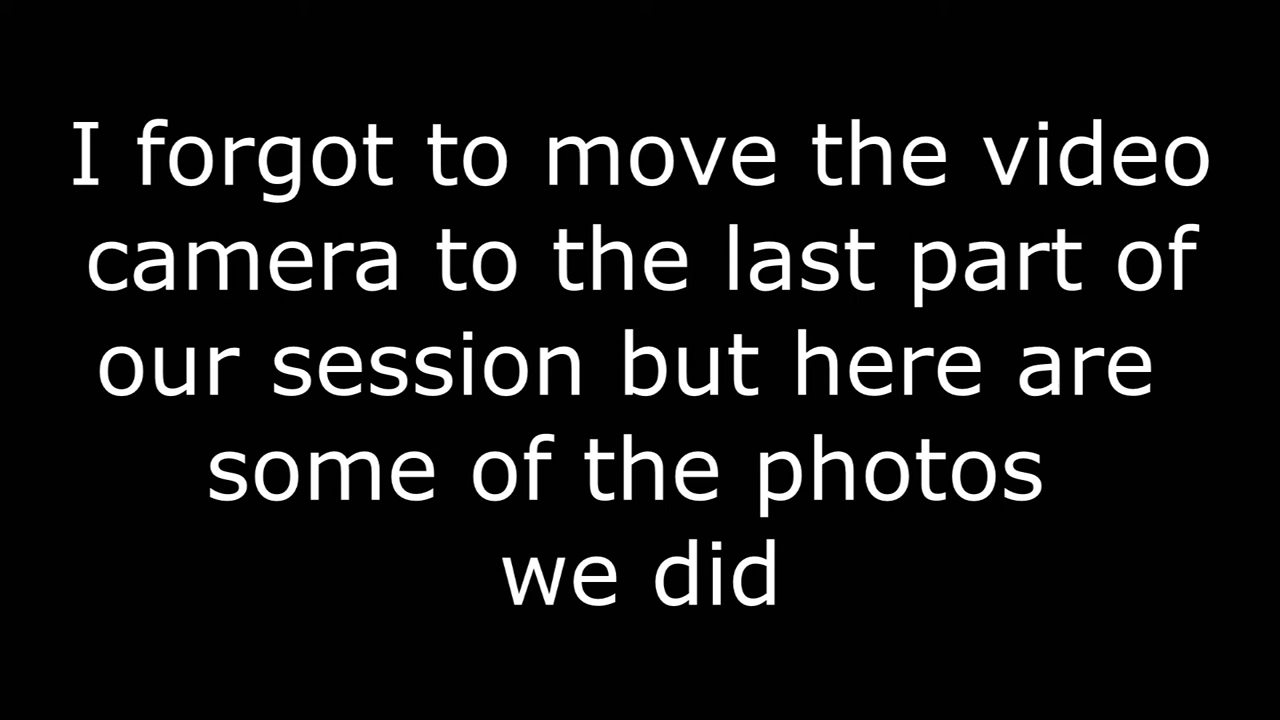 I forgot to move the video
camera to the last part of
our session but here are
some of the photos
we did